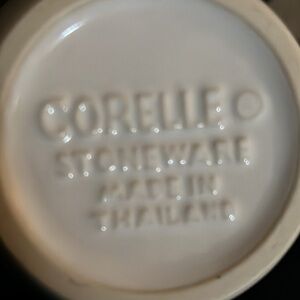 CORELLE®
STONEWARE
MADE IN
THAILAND